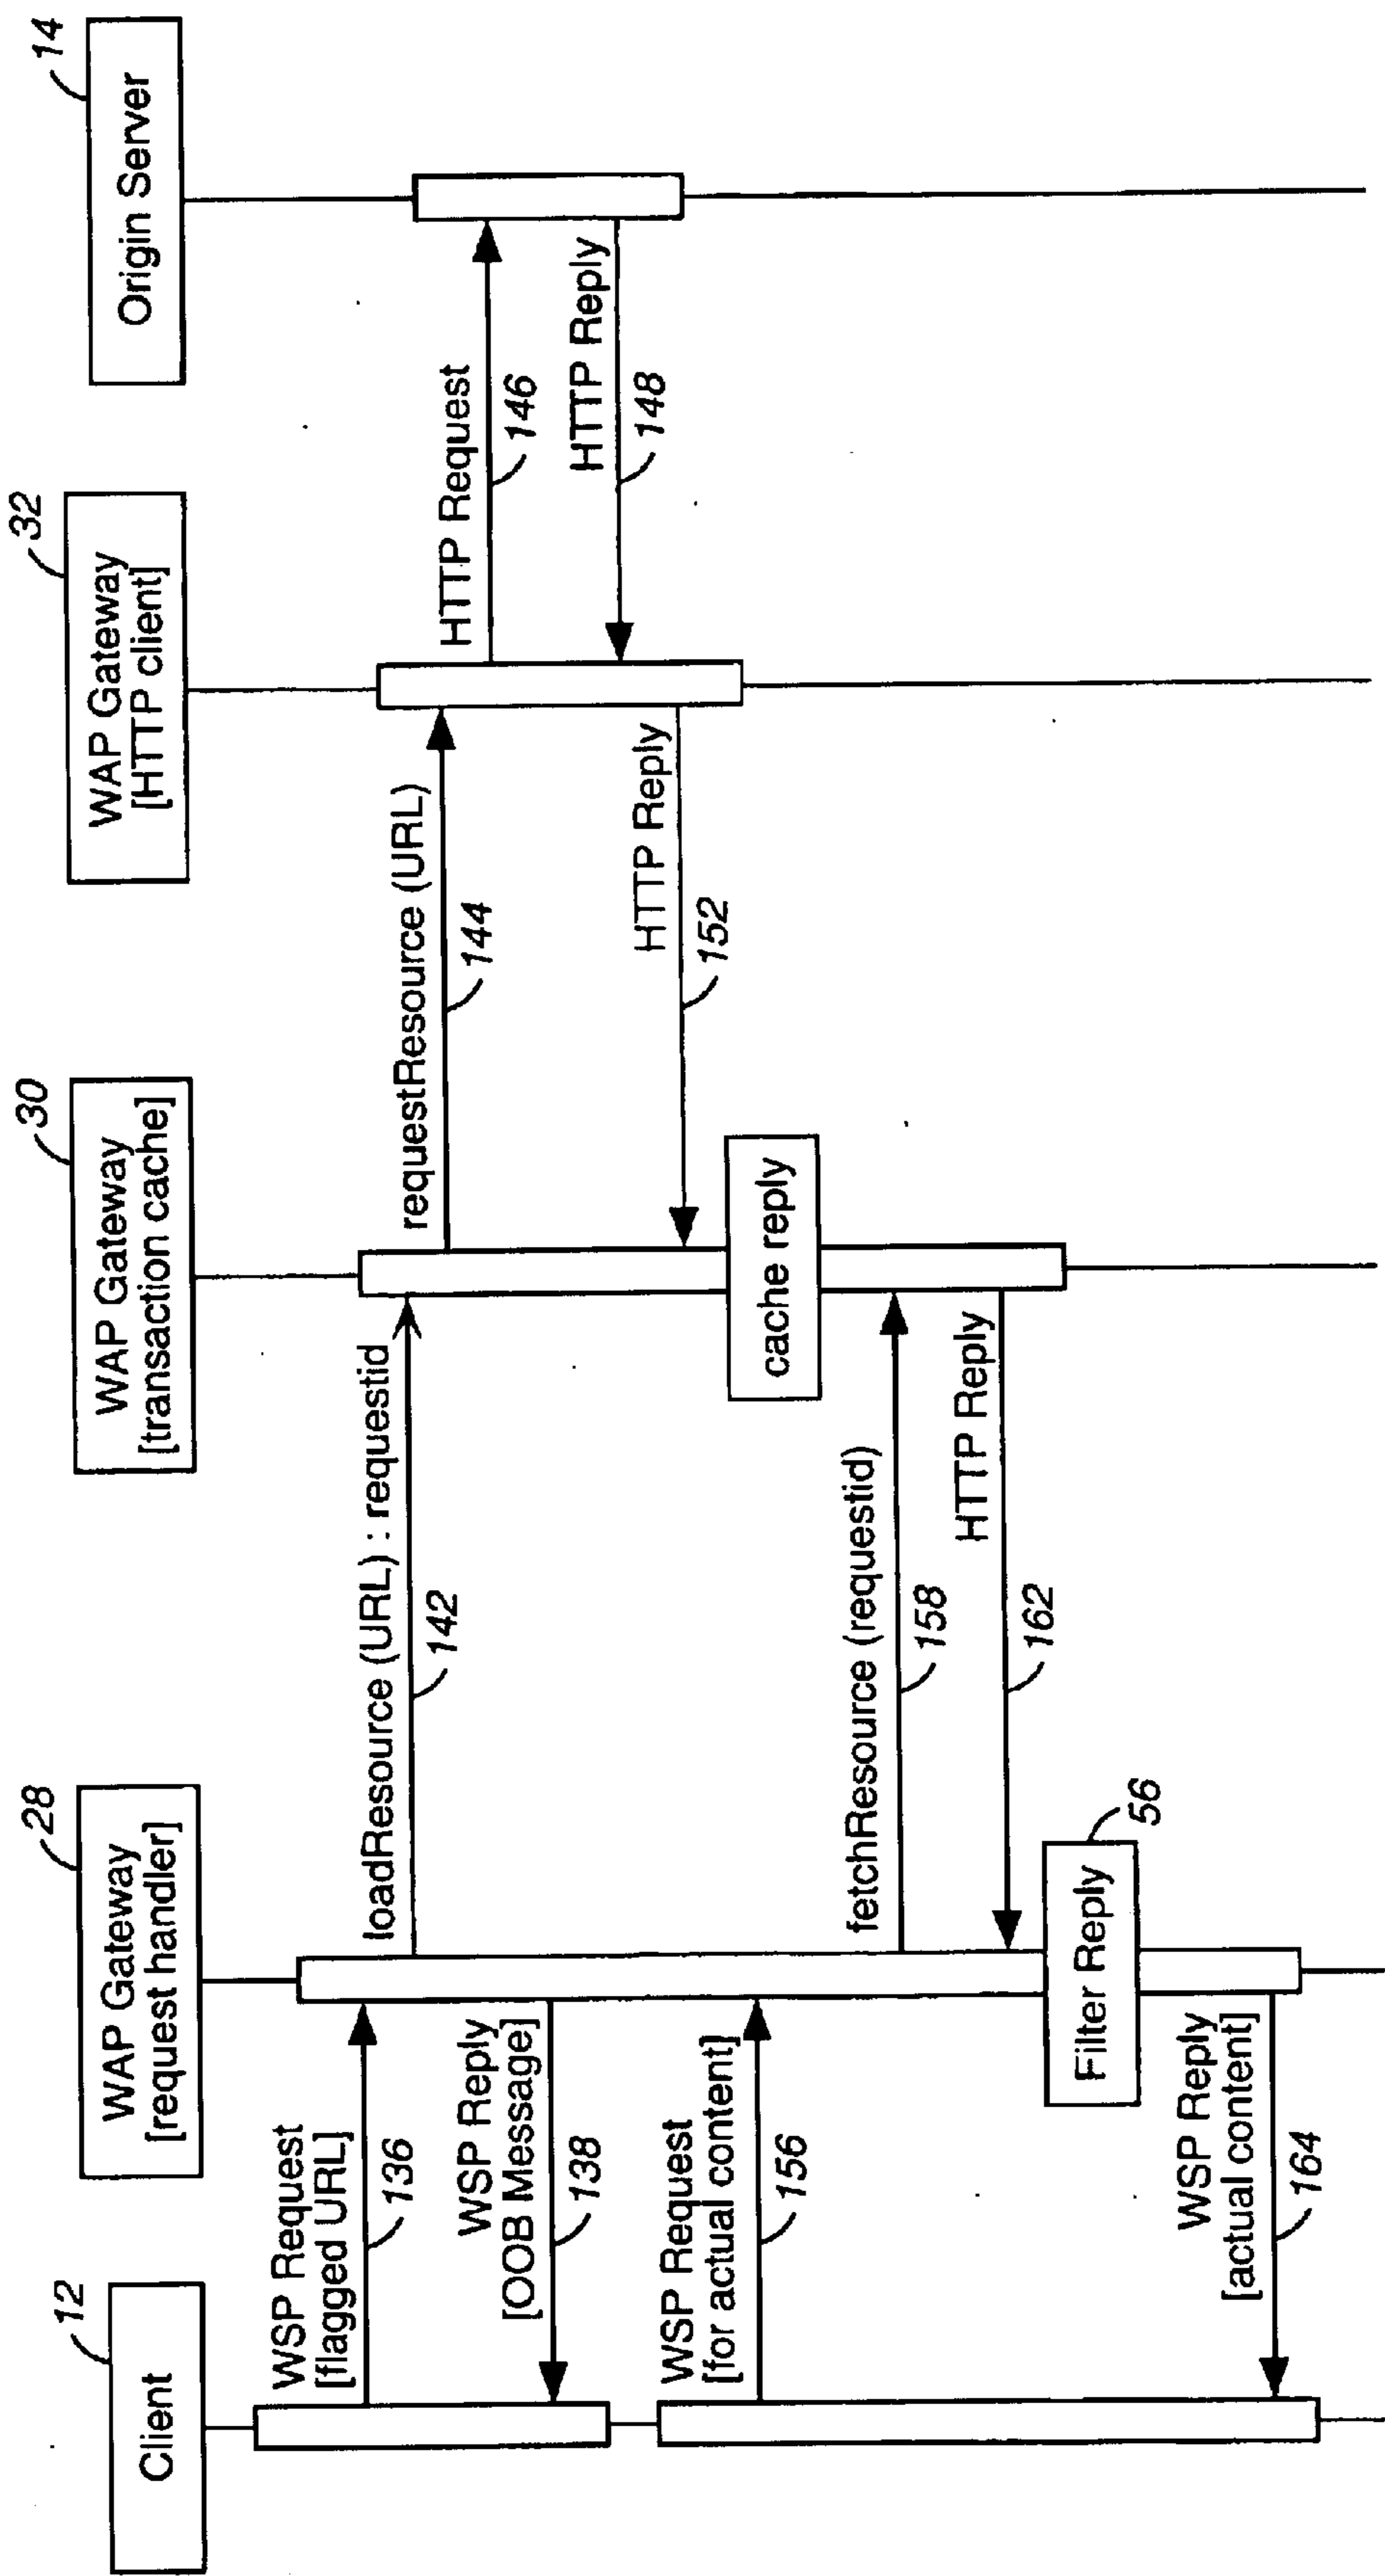 12
Client
28
WAP Gateway
[request handler]
30
WAP Gateway
[transaction cache]
32
WAP Gateway
[HTTP client]
14
Origin Server
WSP Request
[flagged URL]
136
loadResource (URL) : requestid
142
requestResource (URL)
144
HTTP Request
146
WSP Reply
[OOB Message]
138
HTTP Reply
148
HTTP Reply
152
cache reply
WSP Request
[for actual content]
156
fetchResource (requestid)
158
HTTP Reply
162
Filter Reply
56
WSP Reply
[actual content]
164